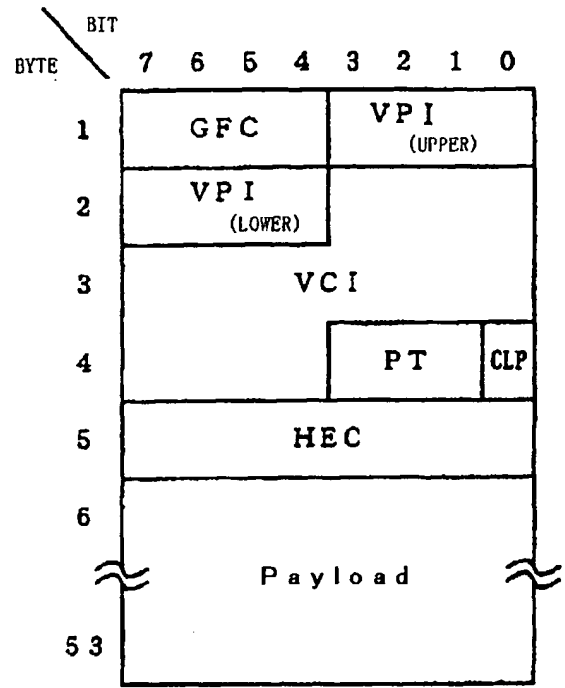 BIT
BYTE 7 6 5 4 3 2 1 0
1 GFC VPI
(UPPER)
2 VPI
(LOWER)
3 VCI
4 PT CLP
5 HEC
6
Payload
53